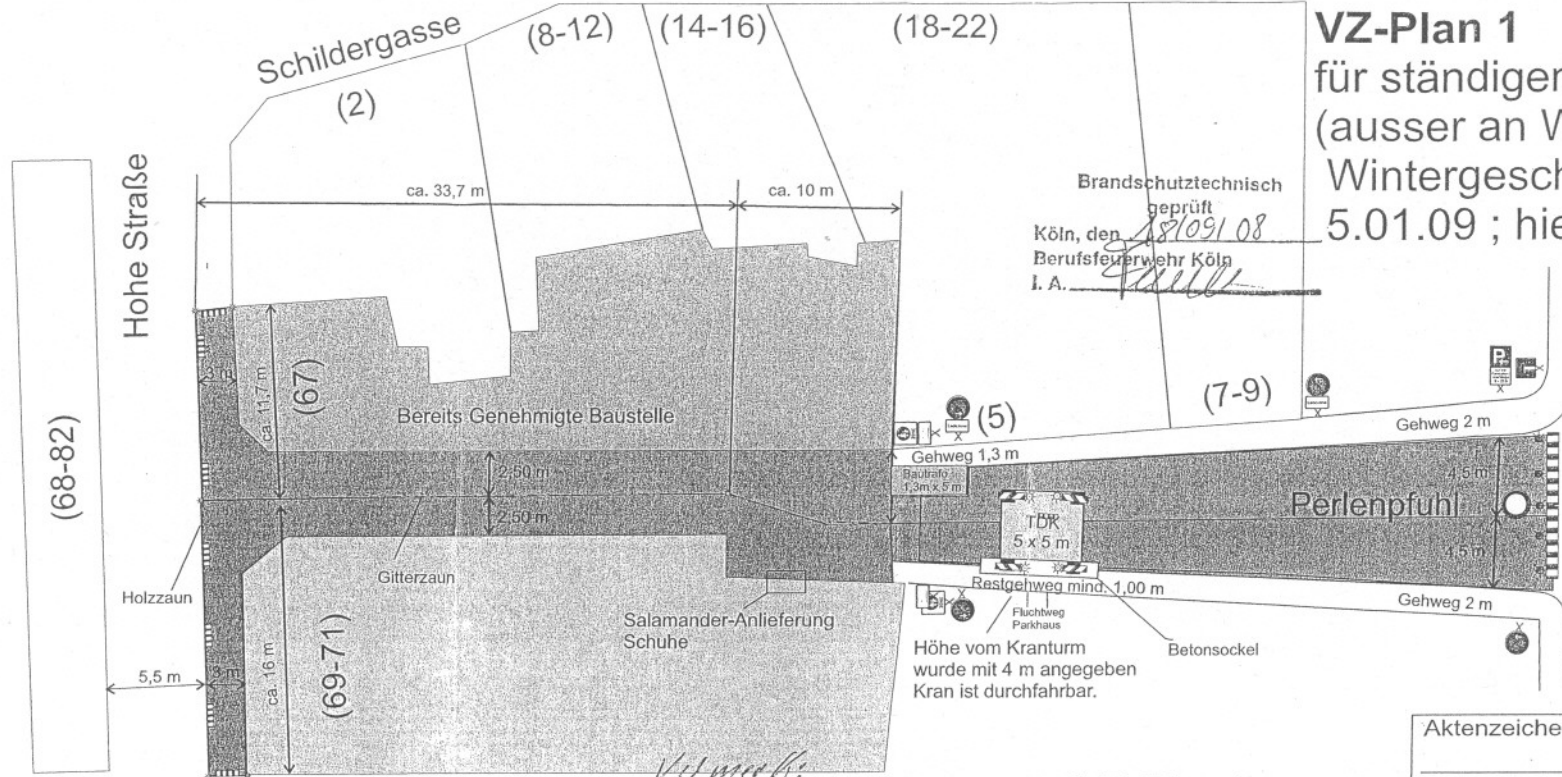 VZ-Plan 1
für ständiger
(ausser an W
Wintergesch
5.01.09 ; hie
Schildergasse
(2)
(8-12)
(14-16)
(18-22)
Hohe Straße
ca. 33,7 m
ca. 10 m
Brandschutztechnisch
geprüft
Köln, den 18/09/08
Berufsfeuerwehr Köln
I. A.
3 m
ca. 11,7 m
(67)
Bereits Genehmigte Baustelle
(68-82)
(5)
(7-9)
P
Gehweg 2 m
Gehweg 1,3 m
Bautrafo
1,3m x 5 m
2,50 m
2,50 m
4,5 m
Perlenpfuhl
4,5 m
TDK
5 x 5 m
Gitterzaun
Holzzaun
Restgehweg mind. 1,00 m
Gehweg 2 m
Fluchtweg
Parkhaus
Salamander-Anlieferung
Schuhe
Betonsockel
Höhe vom Kranturm
wurde mit 4 m angegeben
Kran ist durchfahrbar.
5,5 m
3 m
ca. 16 m
(69-71)
Aktenzeiche